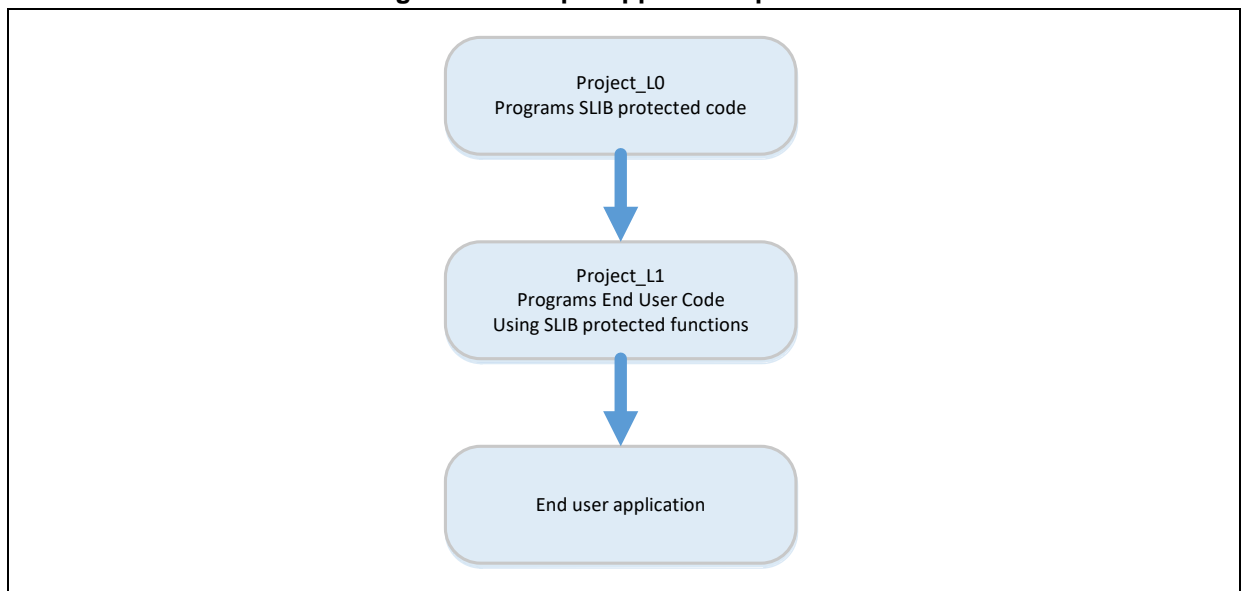 Project_L0
Programs SLIB protected code
Project_L1
Programs End User Code
Using SLIB protected functions
End user application